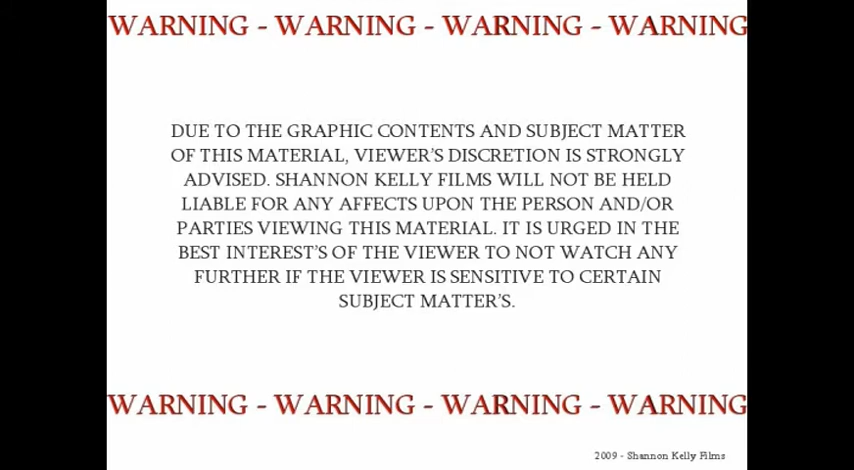 WARNING - WARNING - WARNING - WARNING
DUE TO THE GRAPHIC CONTENTS AND SUBJECT MATTER
OF THIS MATERIAL, VIEWER'S DISCRETION IS STRONGLY
ADVISED. SHANNON KELLY FILMS WILL NOT BE HELD
LIABLE FOR ANY AFFECTS UPON THE PERSON AND/OR
PARTIES VIEWING THIS MATERIAL. IT IS URGED IN THE
BEST INTEREST'S OF THE VIEWER TO NOT WATCH ANY
FURTHER IF THE VIEWER IS SENSITIVE TO CERTAIN
SUBJECT MATTER'S.
WARNING - WARNING - WARNING - WARNING
2009 - Shannon Kelly Films